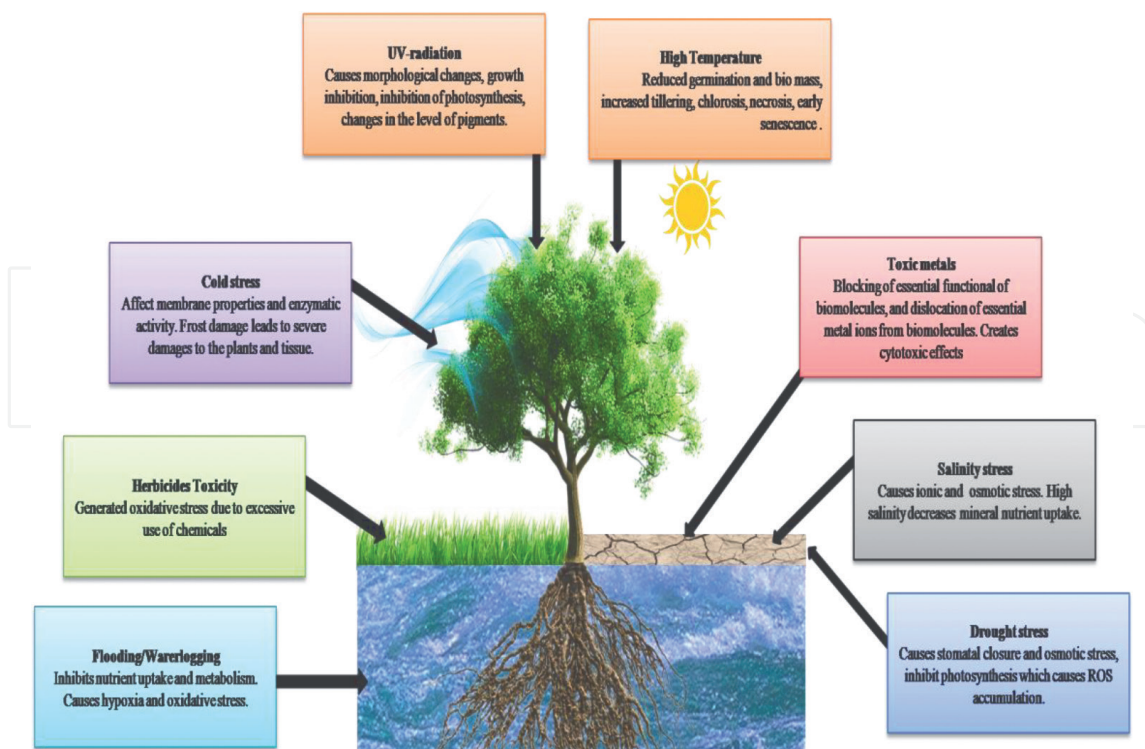 UV-radiation
Causes morphological changes, growth
inhibition, inhibition of photosynthesis,
changes in the level of pigments.
High Temperature
Reduced germination and bio mass,
increased tillering, chlorosis, necrosis, early
senescence .
Cold stress
Affect membrane properties and enzymatic
activity. Frost damage leads to severe
damages to the plants and tissue.
Toxic metals
Blocking of essential functional of
biomolecules, and dislocation of essential
metal ions from biomolecules. Creates
cytotoxic effects
Herbicides Toxicity
Generated oxidative stress due to excessive
use of chemicals
Salinity stress
Causes ionic and osmotic stress. High
salinity decreases mineral nutrient uptake.
Flooding/Warerlogging
Inhibits nutrient uptake and metabolism.
Causes hypoxia and oxidative stress.
Drought stress
Causes stomatal closure and osmotic stress,
inhibit photosynthesis which causes ROS
accumulation.